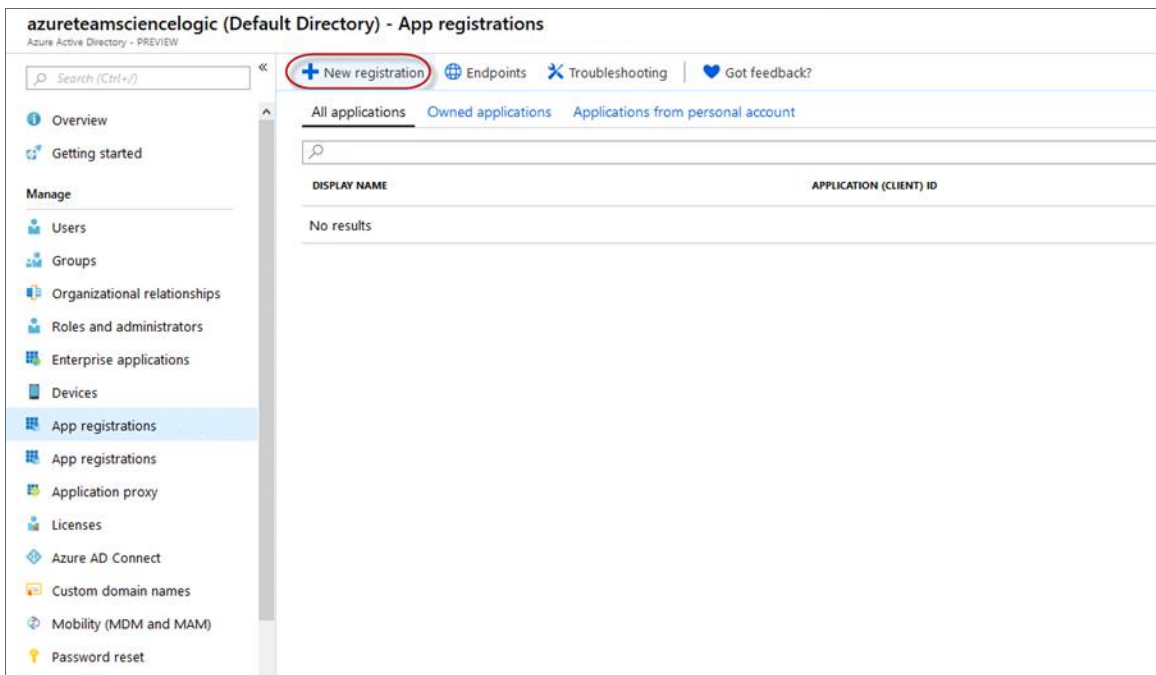 azureteamsciencelogic (Default Directory) - App registrations
Azure Active Directory - PREVIEW
Search (Ctrl+/)
«
Overview
Getting started
Manage
Users
Groups
Organizational relationships
Roles and administrators
Enterprise applications
Devices
App registrations
App registrations
Application proxy
Licenses
Azure AD Connect
Custom domain names
Mobility (MDM and MAM)
Password reset
New registration Endpoints Troubleshooting Got feedback?
All applications Owned applications Applications from personal account
DISPLAY NAME APPLICATION (CLIENT) ID
No results